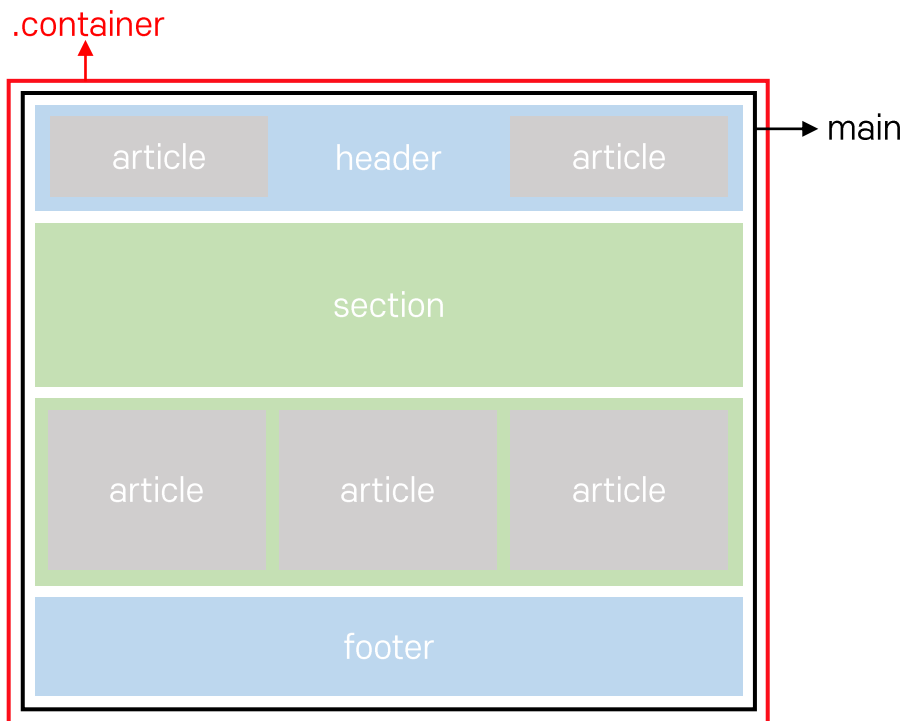 .container
main
article
header
article
section
article
article
article
footer